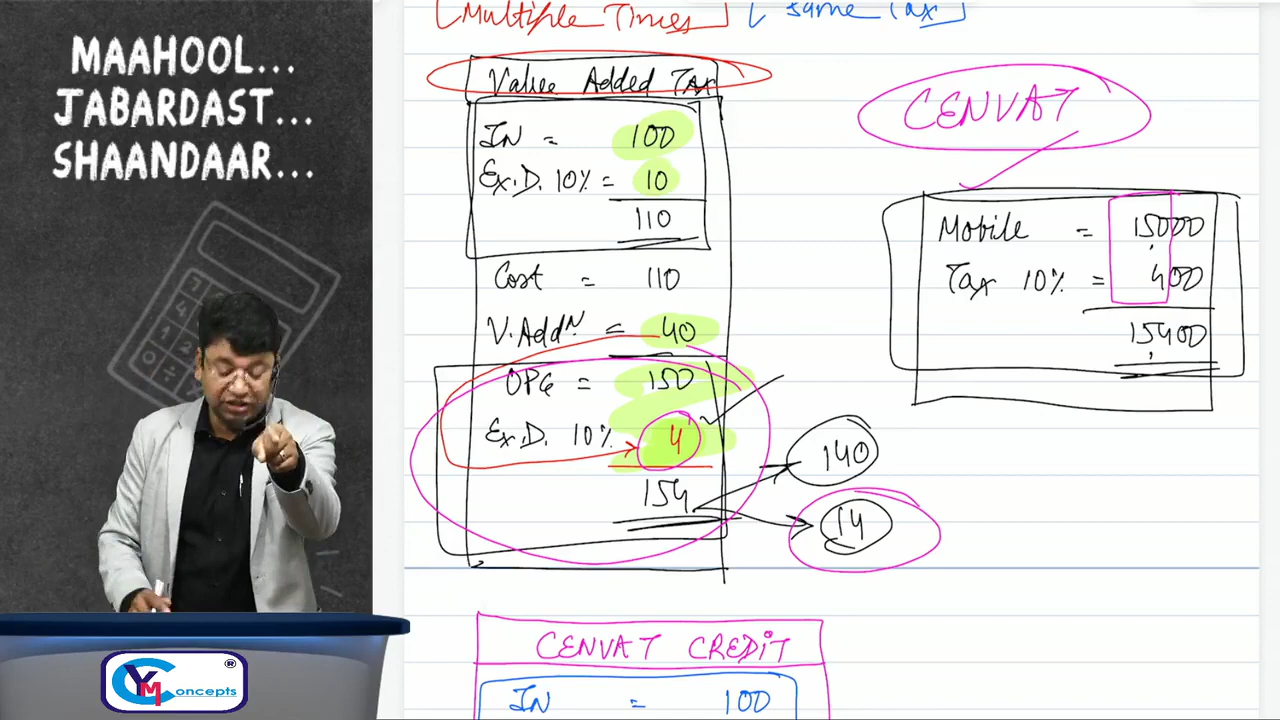 MAAHOOL...
JABARDAST...
SHAANDAAR...
YM Concepts ®
[Multiple Times] [Same Tax]
Value Added Tax
IN = 100
Ex.D. 10% = 10
110
Cost = 110
V.Addⁿ = 40
OPG = 150
Ex.D. 10% 4
154
140
14
CENVAT
Mobile = 15000
Tax 10% = 400
15400
CENVAT CREDIT
IN = 100